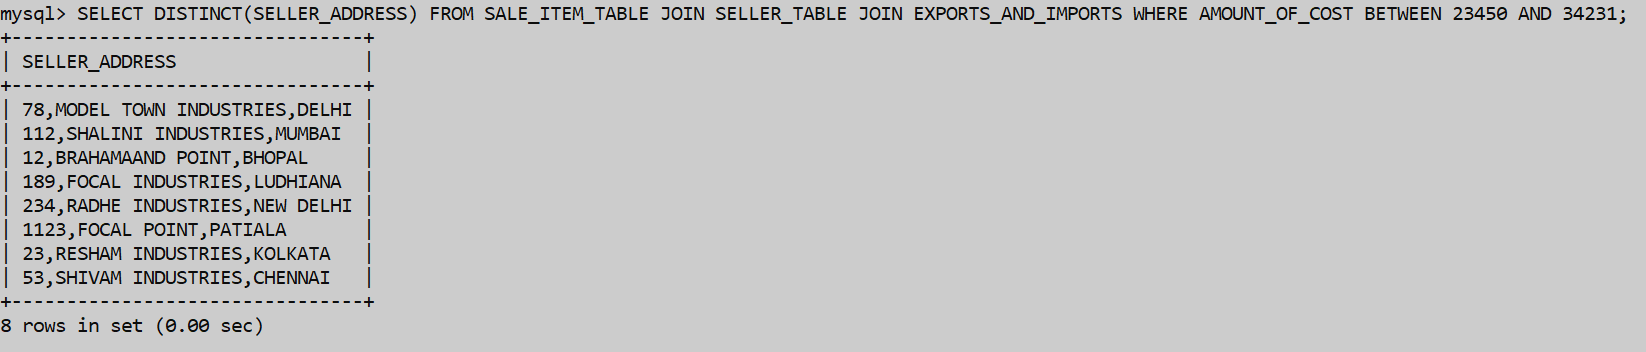 mysql> SELECT DISTINCT(SELLER_ADDRESS) FROM SALE_ITEM_TABLE JOIN SELLER_TABLE JOIN EXPORTS_AND_IMPORTS WHERE AMOUNT_OF_COST BETWEEN 23450 AND 34231;
+--------------------------------+
| SELLER_ADDRESS                 |
+--------------------------------+
| 78,MODEL TOWN INDUSTRIES,DELHI |
| 112,SHALINI INDUSTRIES,MUMBAI  |
| 12,BRAHAMAAND POINT,BHOPAL     |
| 189,FOCAL INDUSTRIES,LUDHIANA  |
| 234,RADHE INDUSTRIES,NEW DELHI |
| 1123,FOCAL POINT,PATIALA       |
| 23,RESHAM INDUSTRIES,KOLKATA   |
| 53,SHIVAM INDUSTRIES,CHENNAI   |
+--------------------------------+
8 rows in set (0.00 sec)